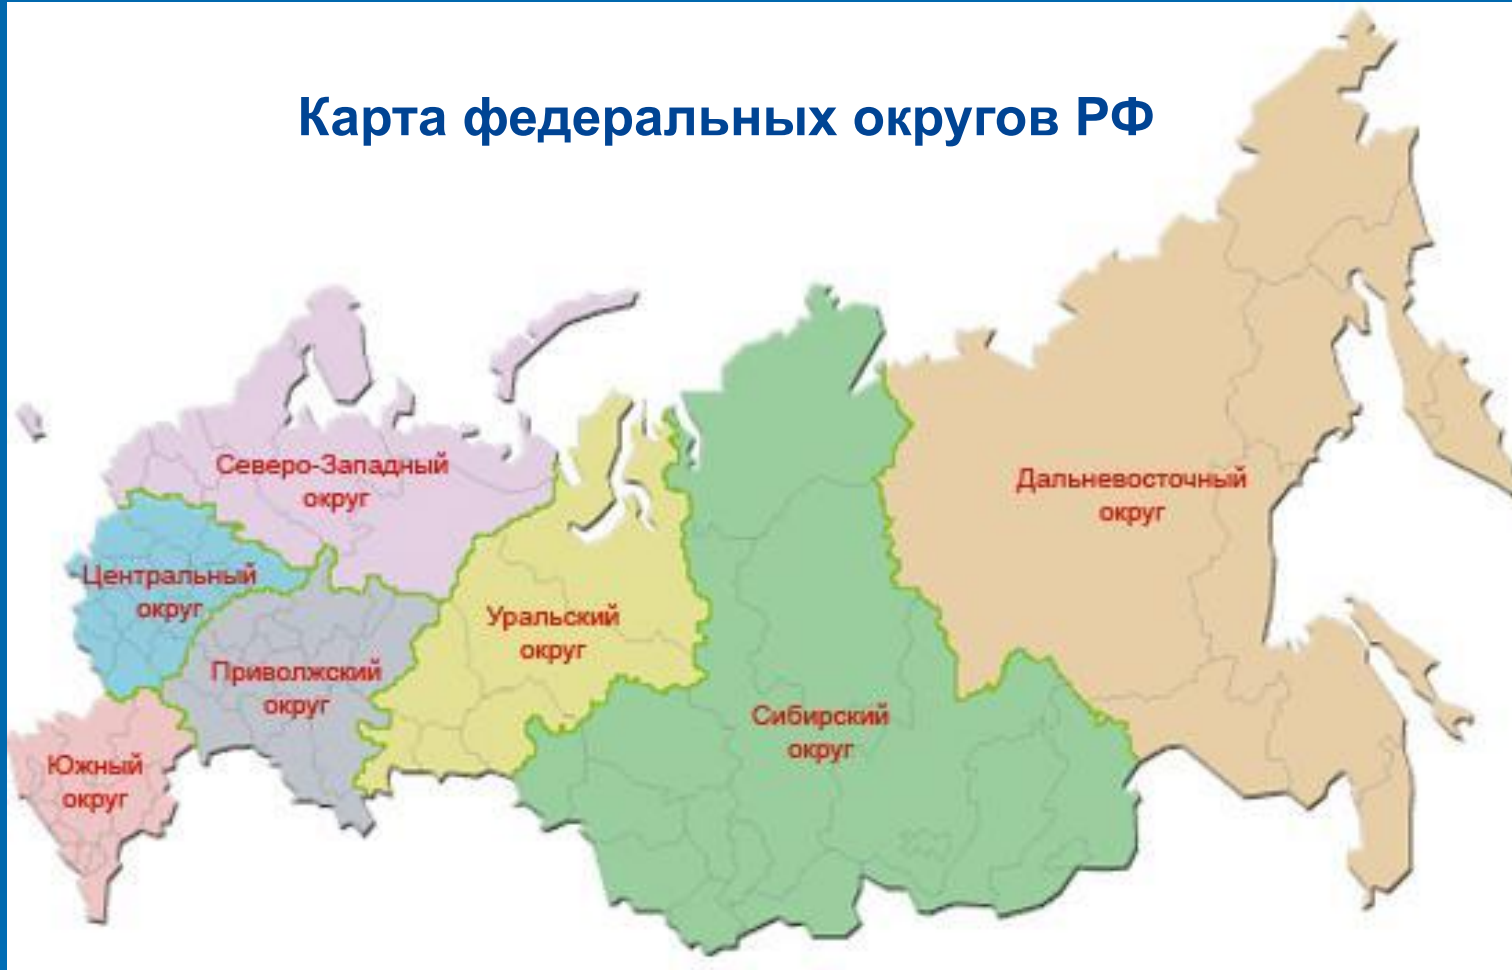 Карта федеральных округов РФ
Северо-Западный
округ
Центральный
округ
Приволжский
округ
Южный
округ
Уральский
округ
Сибирский
округ
Дальневосточный
округ